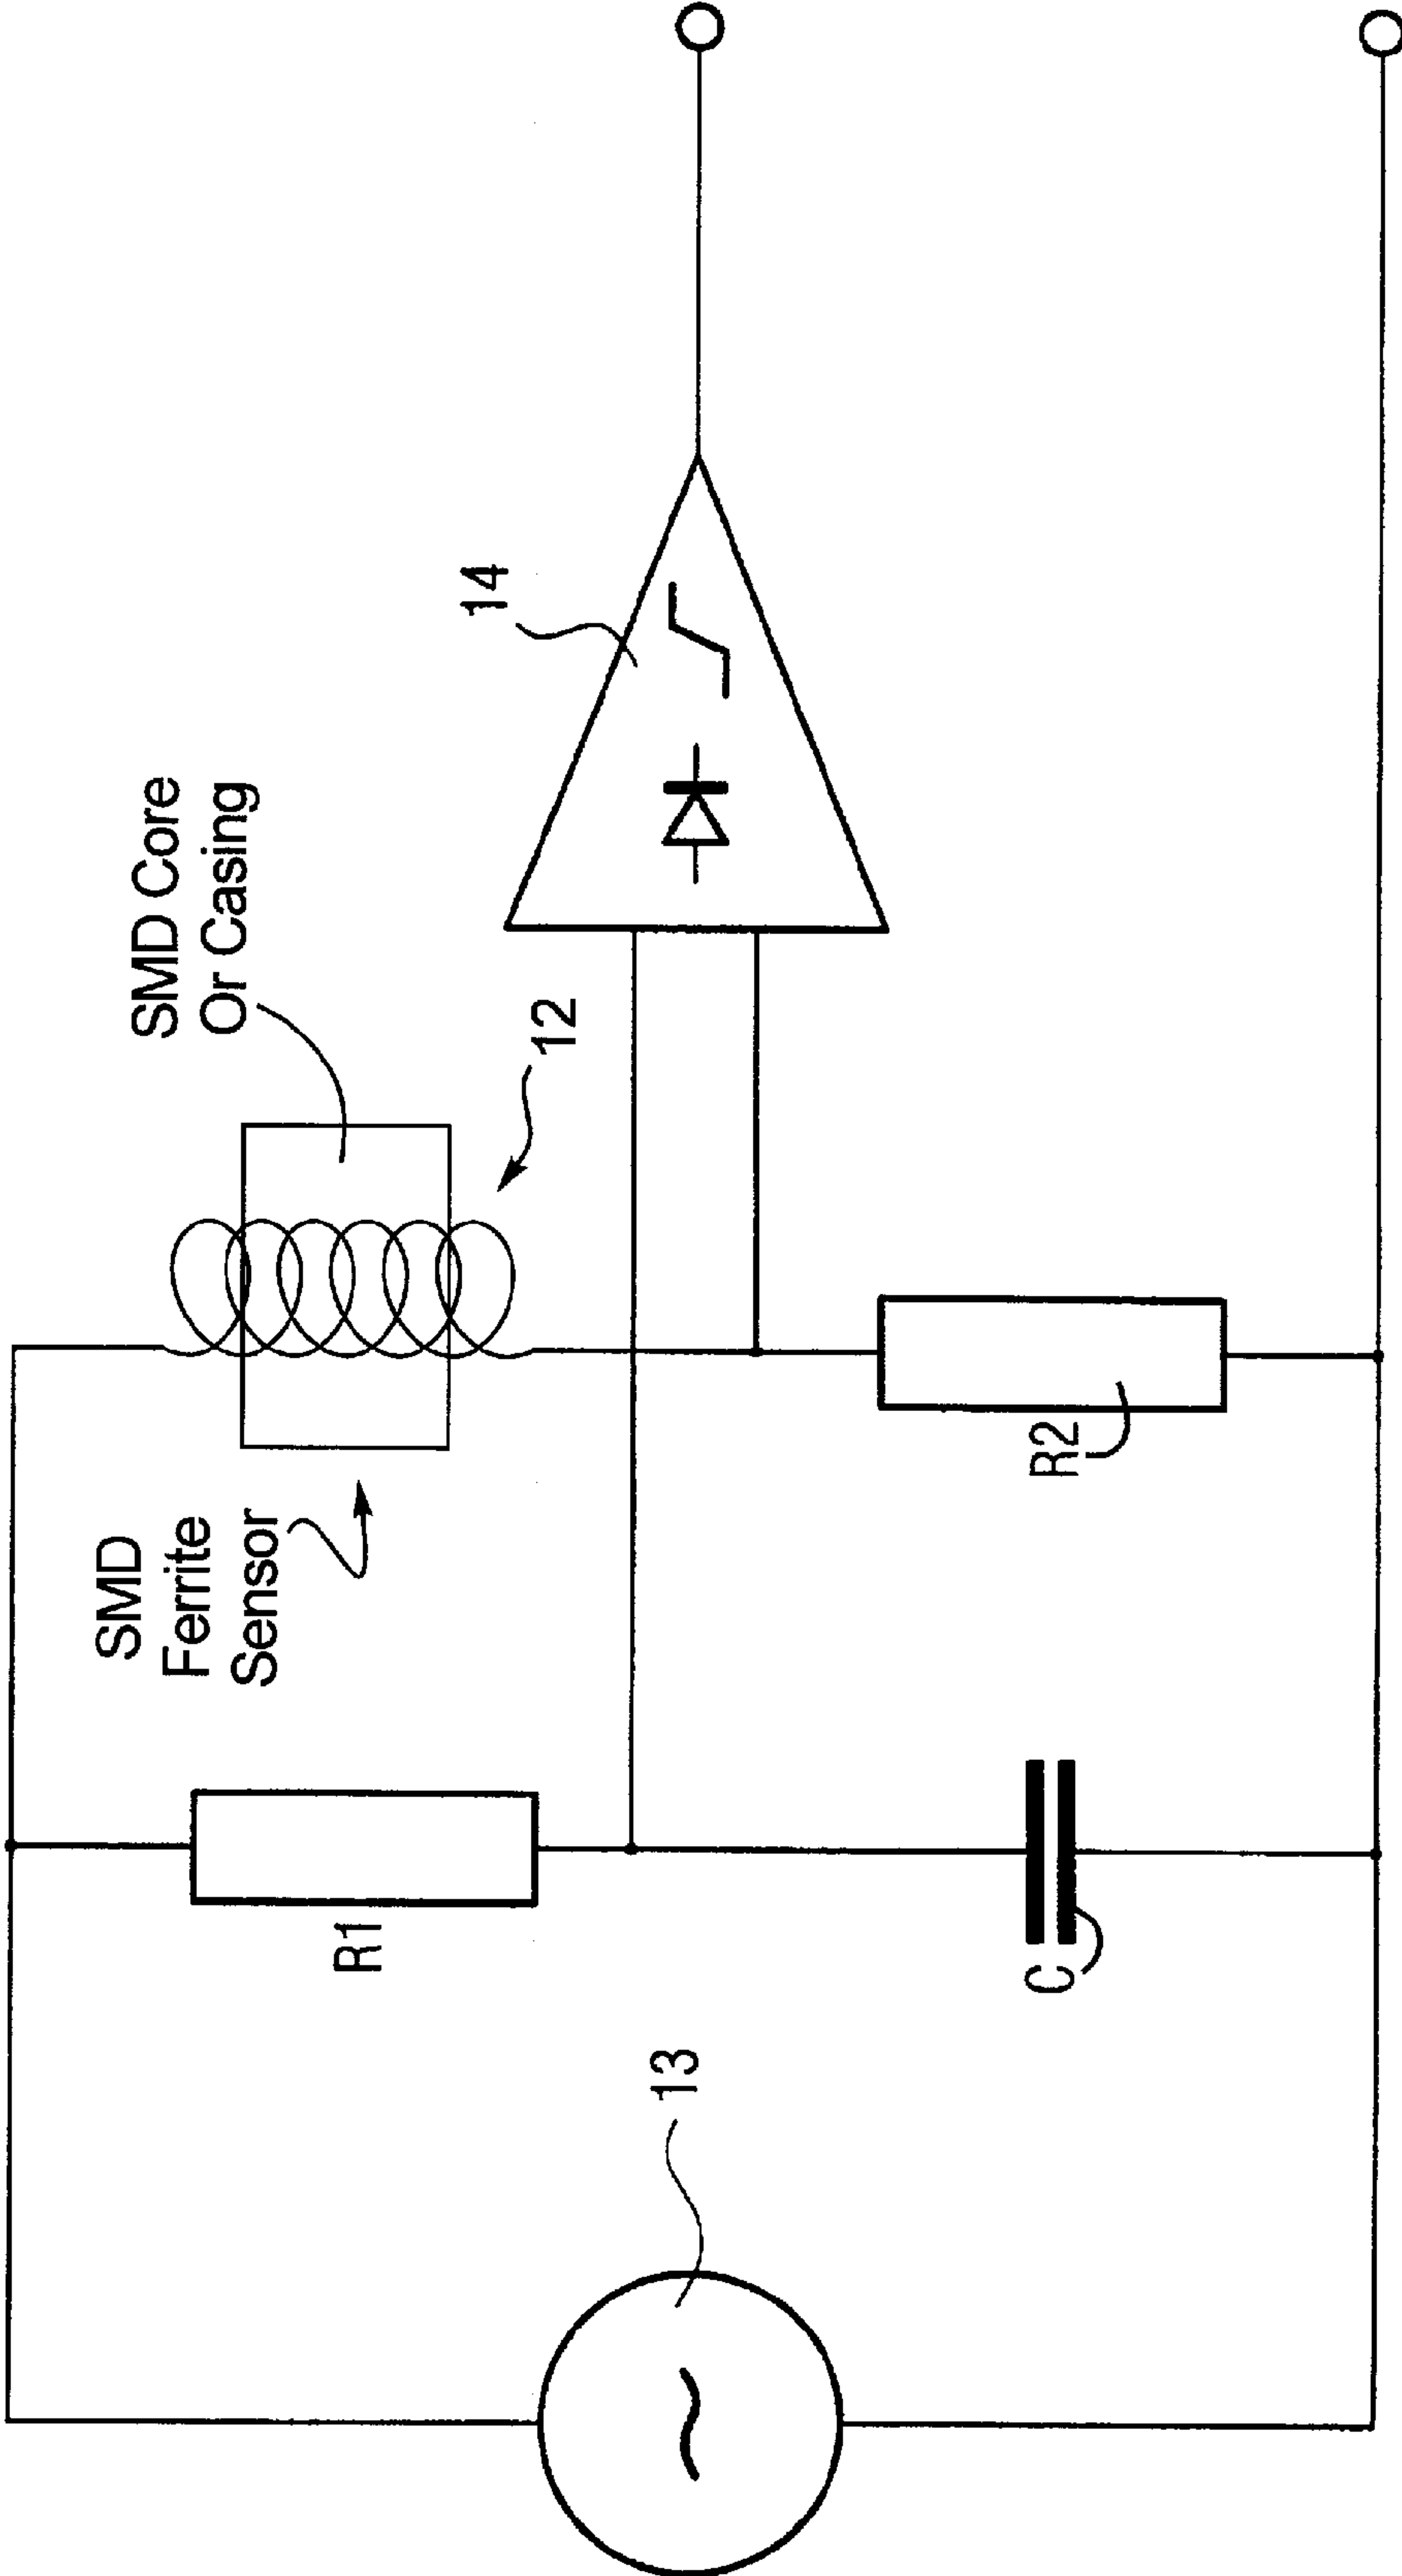 SMD Core
Or Casing
SMD
Ferrite
Sensor
12
14
R1
R2
C
13